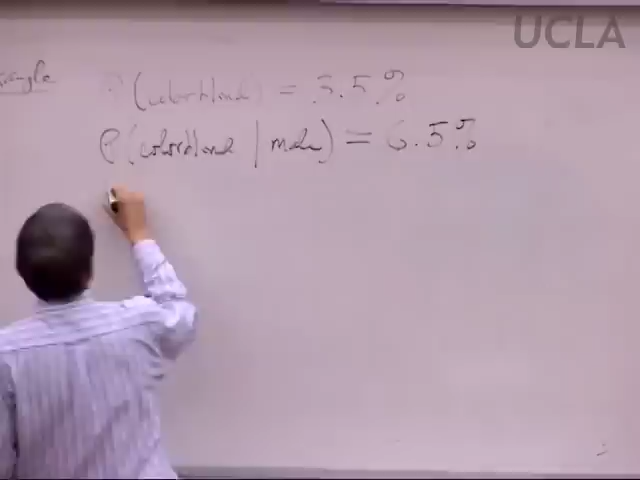 UCLA
P(colorblind) = 3.5%
P(colorblind | male) = 6.5%